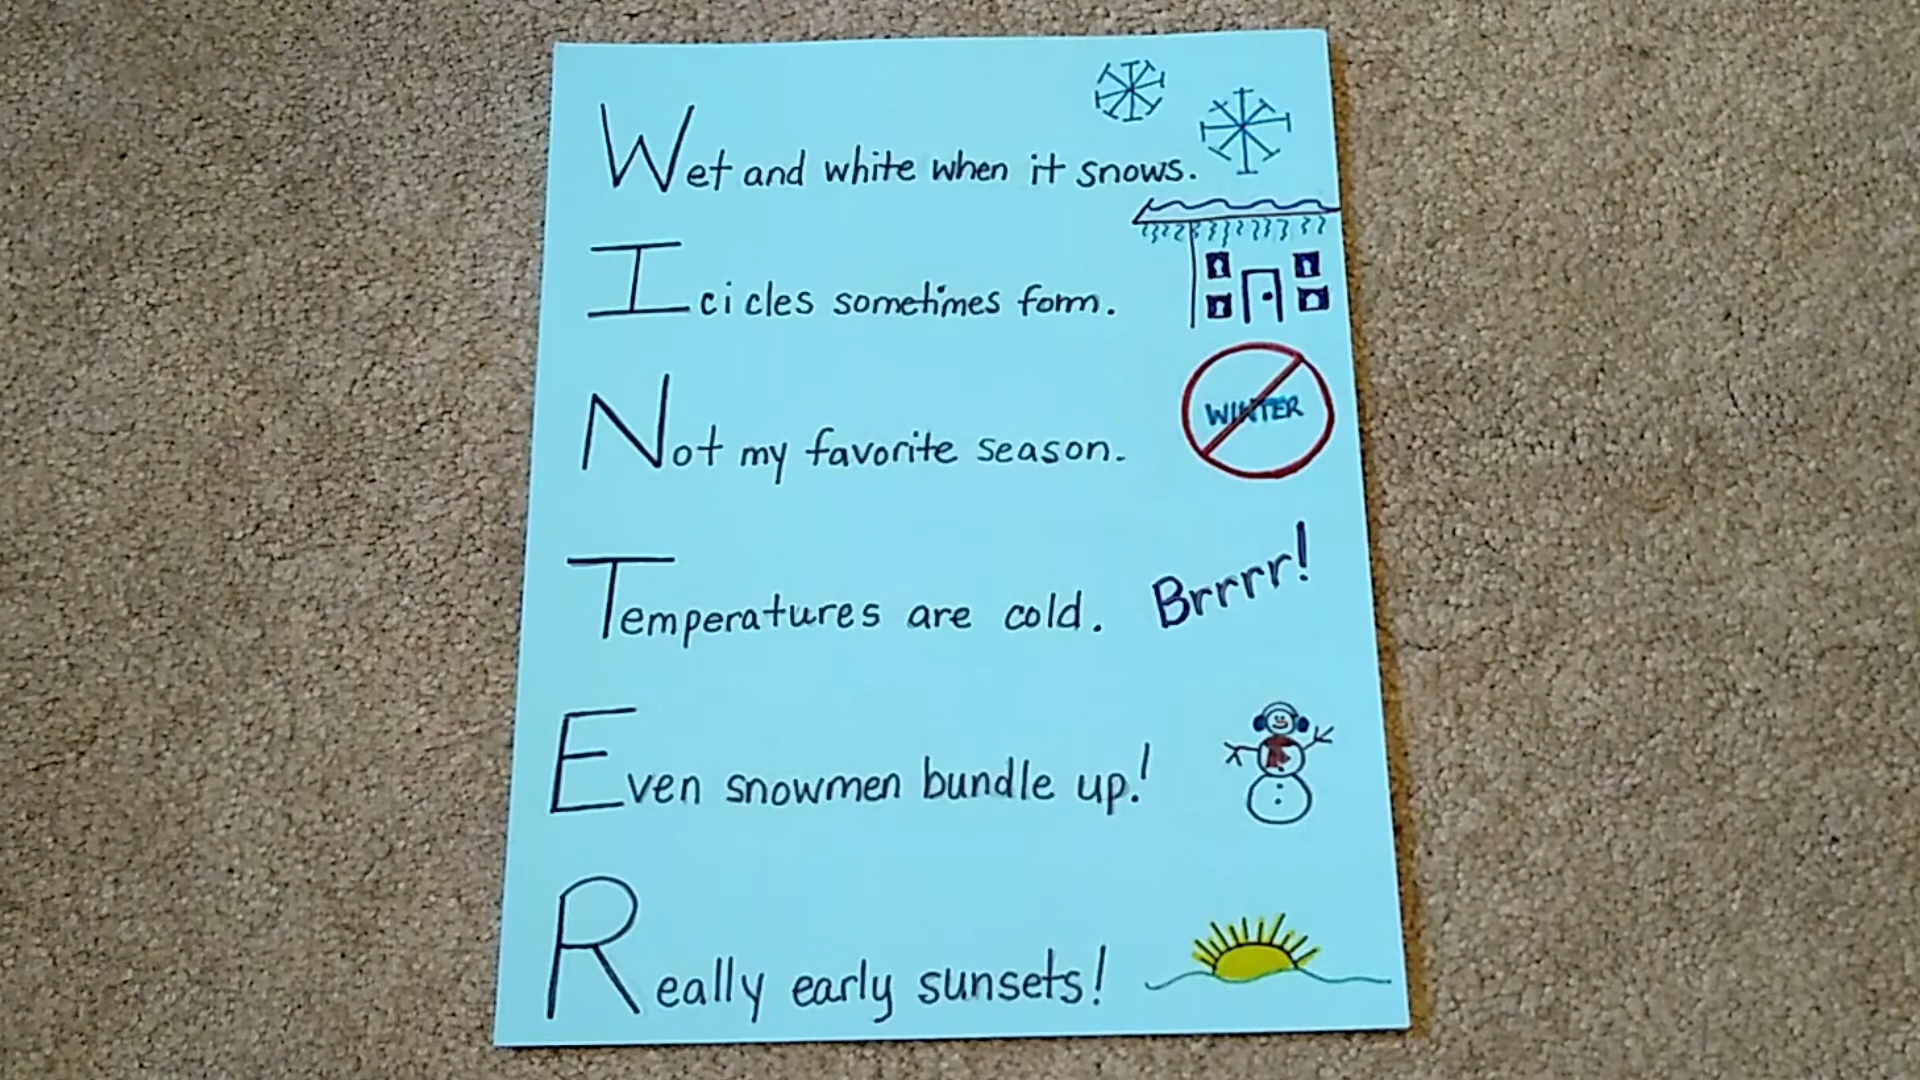 Wet and white when it snows.
Icicles sometimes form.
WINTER
Not my favorite season.
Temperatures are cold. Brrrr!
Even snowmen bundle up!
Really early sunsets!